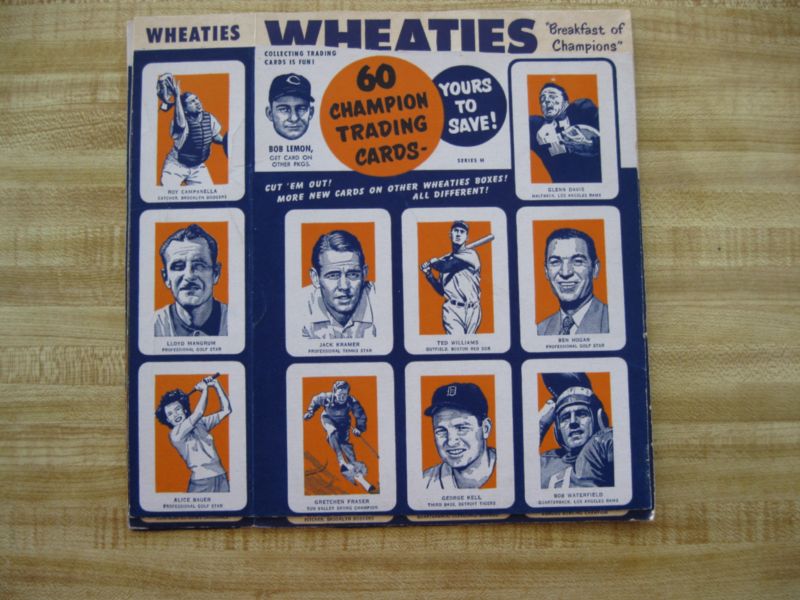 WHEATIES
WHEATIES
"Breakfast of
Champions"
COLLECTING TRADING
CARDS IS FUN!
BOB LEMON,
GET CARD ON
OTHER PKGS.
60
CHAMPION
TRADING
CARDS-
YOURS
TO
SAVE!
SERIES M
CUT 'EM OUT!
MORE NEW CARDS ON OTHER WHEATIES BOXES!
ALL DIFFERENT!
ROY CAMPANELLA
CATCHER, BROOKLYN DODGERS
GLENN DAVIS
HALFBACK, LOS ANGELES RAMS
LLOYD MANGRUM
PROFESSIONAL GOLF STAR
JACK KRAMER
PROFESSIONAL TENNIS STAR
TED WILLIAMS
OUTFIELD, BOSTON RED SOX
BEN HOGAN
PROFESSIONAL GOLF STAR
ALICE BAUER
PROFESSIONAL GOLF STAR
GRETCHEN FRASER
SUN VALLEY SKIING CHAMPION
GEORGE KELL
THIRD BASE, DETROIT TIGERS
BOB WATERFIELD
QUARTERBACK, LOS ANGELES RAMS
PITCHER, BROOKLYN DODGERS